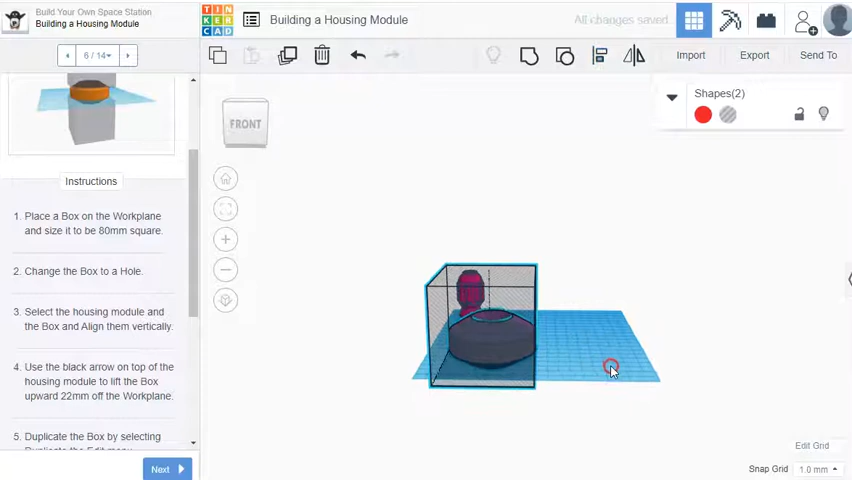 Build Your Own Space Station
Building a Housing Module
TIN
KER
CAD
Building a Housing Module
All changes saved
6 / 14
Import
Export
Send To
Shapes(2)
FRONT
Instructions
1. Place a Box on the Workplane
and size it to be 80mm square.
2. Change the Box to a Hole.
3. Select the housing module and
the Box and Align them vertically.
4. Use the black arrow on top of the
housing module to lift the Box
upward 22mm off the Workplane.
5. Duplicate the Box by selecting
Duplicate the Edit menu
Next
Edit Grid
Snap Grid
1.0 mm